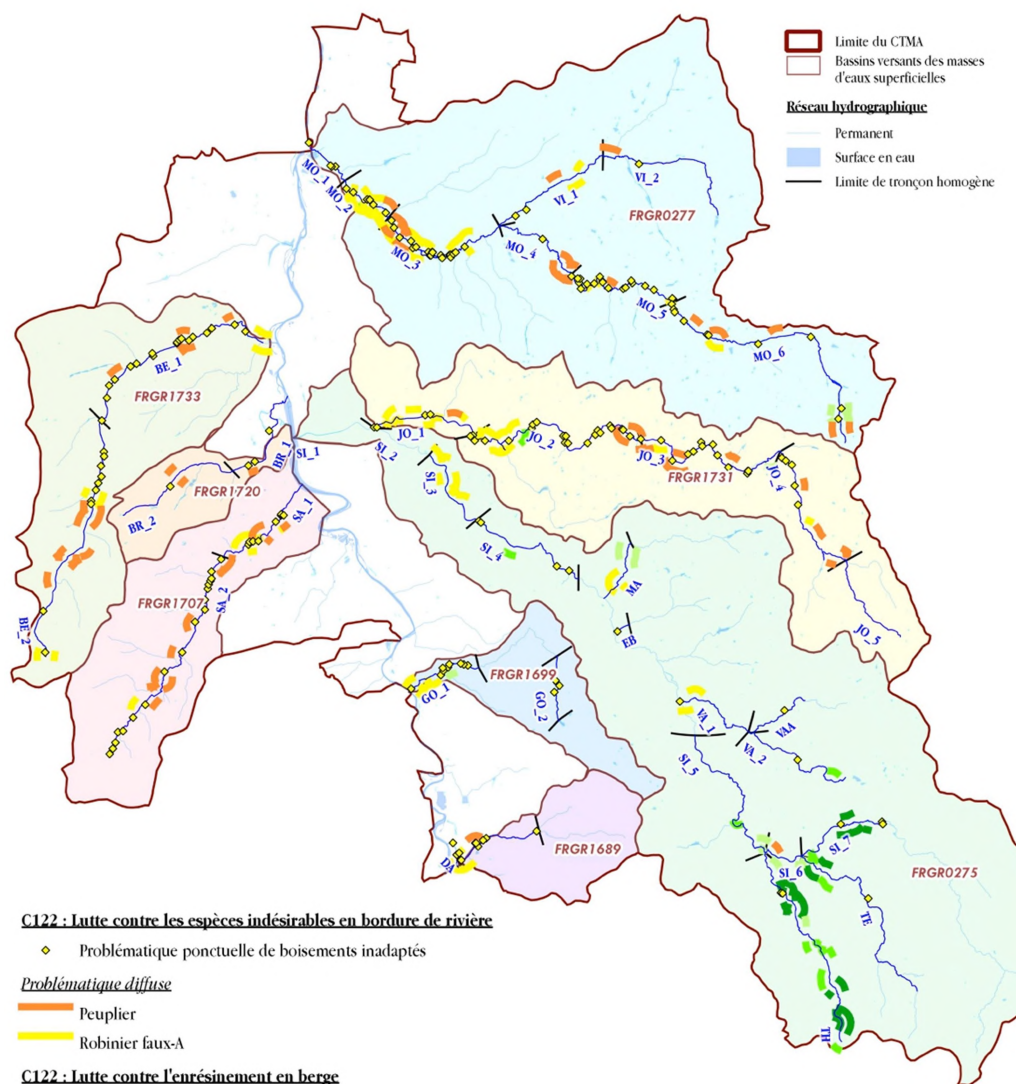 Limite du CTMA
Bassins versants des masses
d'eaux superficielles
Réseau hydrographique
Permanent
Surface en eau
Limite de tronçon homogène
MO_1
MO_2
MO_3
MO_4
VI_1
VI_2
FRGR0277
MO_5
MO_6
BE_1
FRGR1733
BE_2
BR_1
SI_1
FRGR1720
BR_2
SA_1
FRGR1707
SA_2
JO_1
SI_2
JO_2
JO_3
FRGR1731
JO_4
JO_5
SI_3
SI_4
MA
EB
FRGR1699
GO_1
GO_2
VA_1
VAA
VA_2
SI_5
FRGR1689
DA
SI_7
SI_6
FRGR0275
TE
TH
C122 : Lutte contre les espèces indésirables en bordure de rivière
Problématique ponctuelle de boisements inadaptés
Problématique diffuse
Peuplier
Robinier faux-A
C122 : Lutte contre l'enrésinement en berge